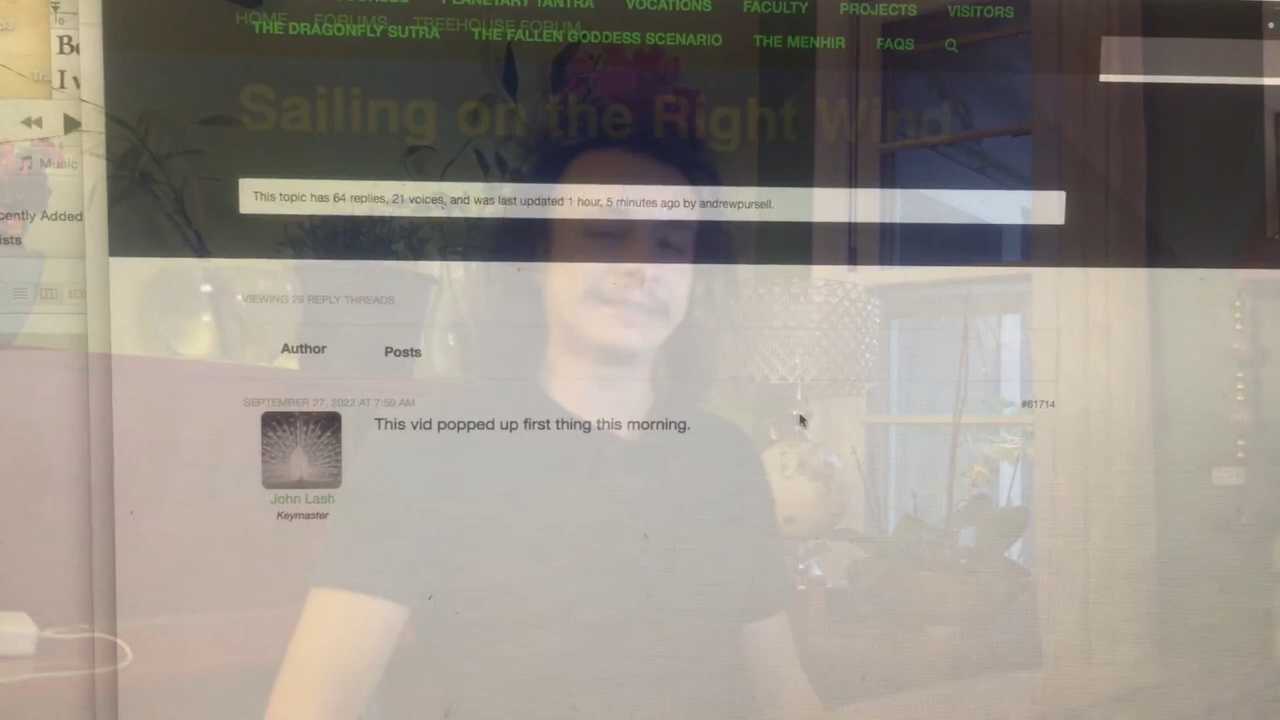 PLANETARY TANTRA VOCATIONS FACULTY PROJECTS VISITORS
HOME FORUMS TREEHOUSE FORUM
THE DRAGONFLY SUTRA THE FALLEN GODDESS SCENARIO THE MENHIR FAQS
Sailing on the Right Wind
This topic has 64 replies, 21 voices, and was last updated 1 hour, 5 minutes ago by andrewpursell.
Music
cently Added
ists
VIEWING 29 REPLY THREADS
Author Posts
SEPTEMBER 27, 2022 AT 7:59 AM #61714
This vid popped up first thing this morning.
John Lash
Keymaster